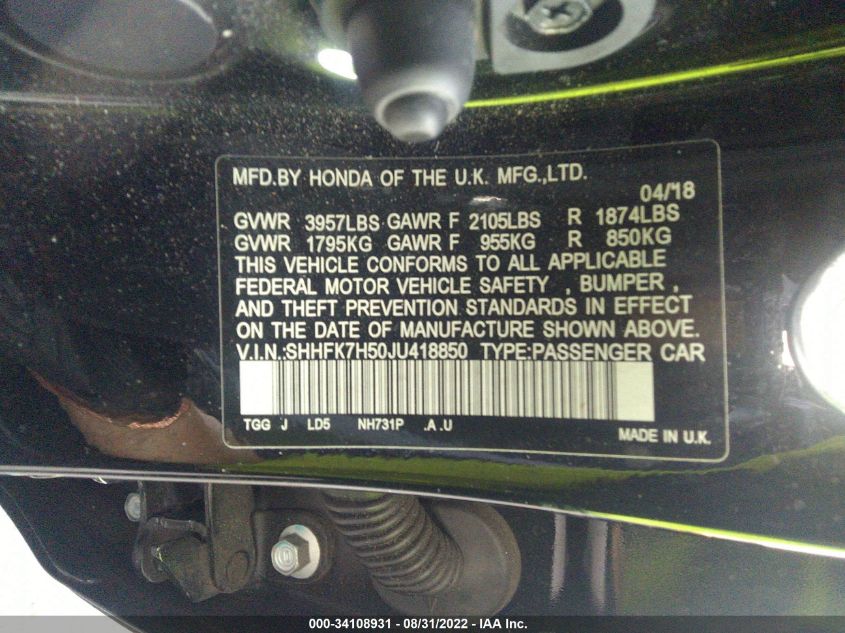 MFD.BY HONDA OF THE U.K. MFG.,LTD.
04/18
GVWR 3957LBS GAWR F 2105LBS R 1874LBS
GVWR 1795KG GAWR F 955KG R 850KG
THIS VEHICLE CONFORMS TO ALL APPLICABLE
FEDERAL MOTOR VEHICLE SAFETY , BUMPER ,
AND THEFT PREVENTION STANDARDS IN EFFECT
ON THE DATE OF MANUFACTURE SHOWN ABOVE.
V.I.N.:SHHFK7H50JU418850 TYPE:PASSENGER CAR
TGG J LD5 NH731P .A .U
MADE IN U.K.
000-34108931 - 08/31/2022 - IAA Inc.